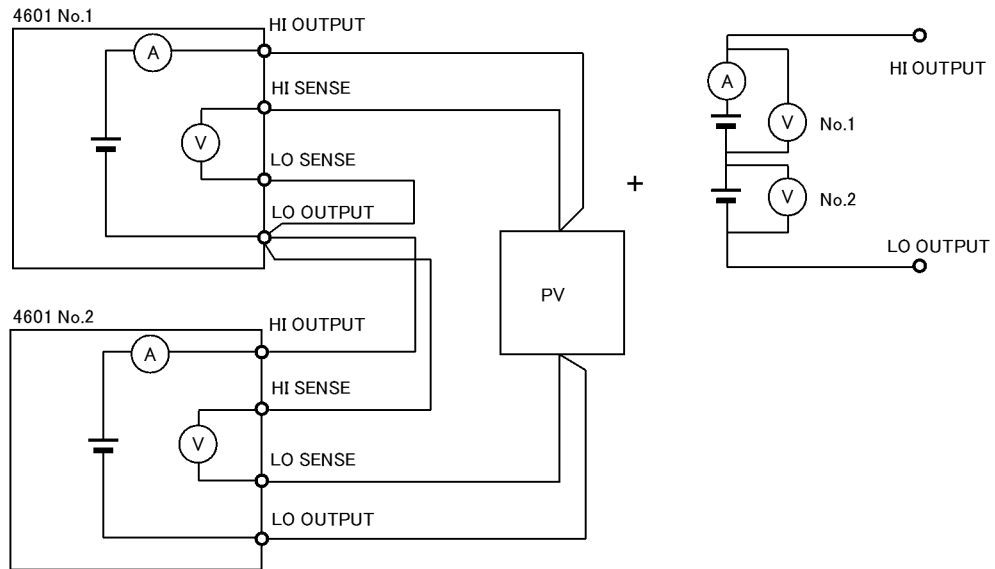 4601 No.1
HI OUTPUT
A
HI SENSE
V
LO SENSE
LO OUTPUT
4601 No.2
HI OUTPUT
A
HI SENSE
V
LO SENSE
LO OUTPUT
PV
+
HI OUTPUT
A
V
No.1
V
No.2
LO OUTPUT